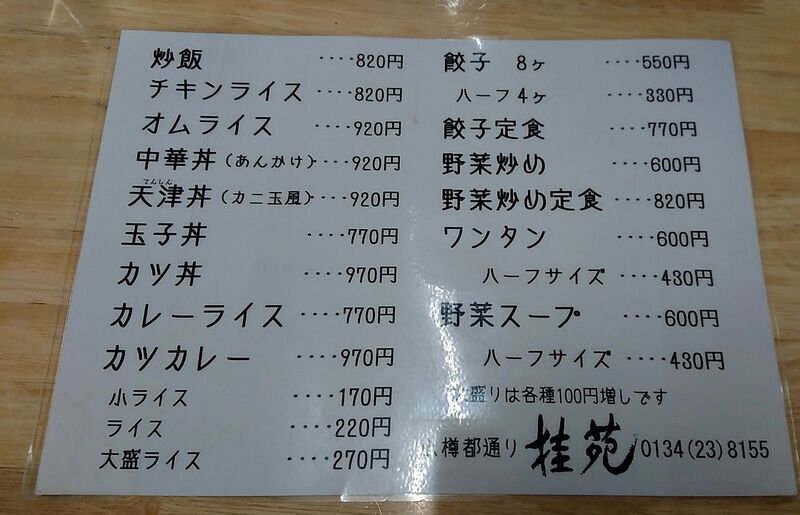 炒飯 ････820円
チキンライス ････820円
オムライス ････920円
中華丼(あんかけ)････920円
てんしん
天津丼(カニ玉風)････920円
玉子丼 ････770円
カツ丼 ････970円
カレーライス ････770円
カツカレー ････970円
小ライス ････170円
ライス ････220円
大盛ライス ････270円
餃子 8ヶ ････550円
ハーフ4ヶ ････330円
餃子定食 ････770円
野菜炒め ････600円
野菜炒め定食 ････820円
ワンタン ････600円
ハーフサイズ ････430円
野菜スープ ････600円
ハーフサイズ ････430円
盛りは各種100円増しです
樽都通り 桂苑 0134(23)8155